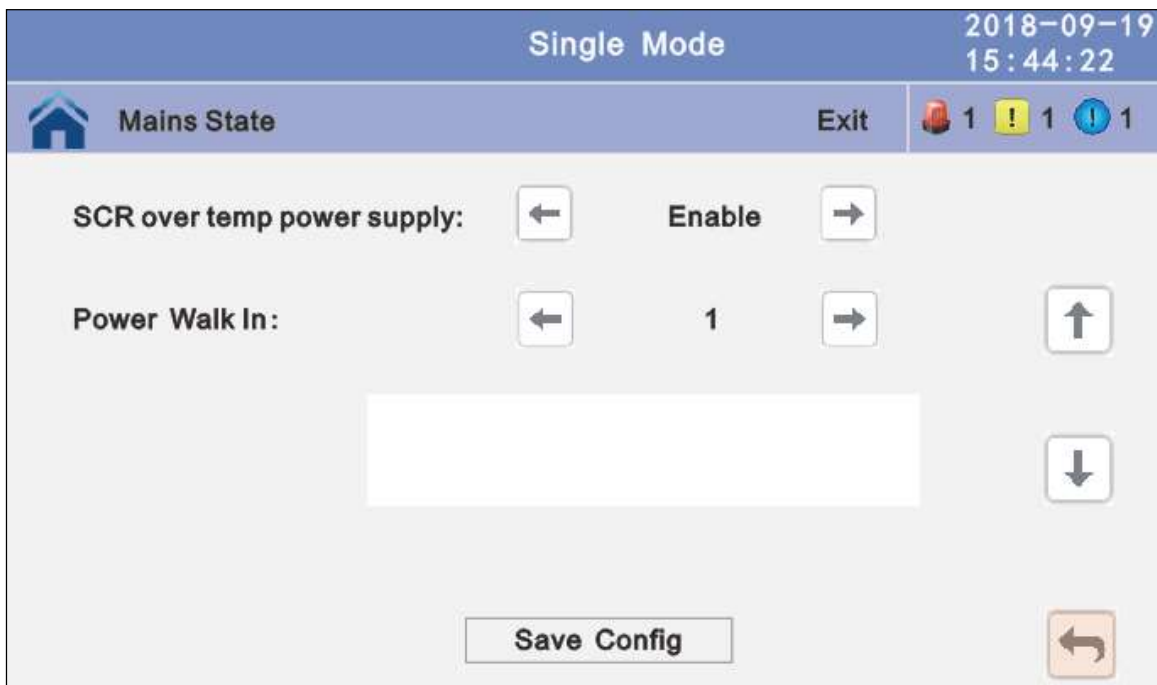 Single Mode
2018-09-19
15:44:22
Mains State
Exit
1
! 1
! 1
SCR over temp power supply:
Enable
Power Walk In:
1
Save Config